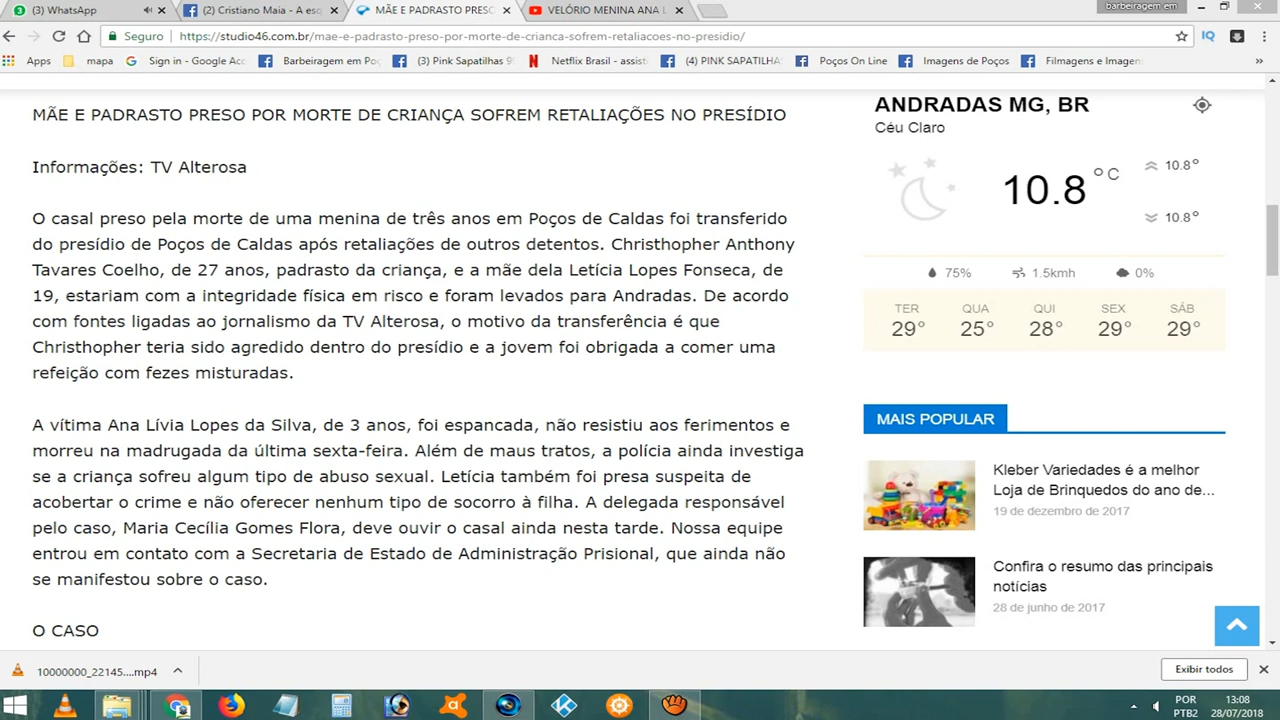 (3) WhatsApp
(2) Cristiano Maia - A esq
MÃE E PADRASTO PRESO
VELÓRIO MENINA ANA L
barbeiragem em
Seguro
https://studio46.com.br/mae-e-padrasto-preso-por-morte-de-crianca-sofrem-retaliacoes-no-presidio/
IQ
Apps
mapa
Sign in - Google Acc
Barbeiragem em Poç
(3) Pink Sapatilhas 9
Netflix Brasil - assist
(4) PINK SAPATILHA
Poços On Line
Imagens de Poços
Filmagens e Imagen
»
MÃE E PADRASTO PRESO POR MORTE DE CRIANÇA SOFREM RETALIAÇÕES NO PRESÍDIO
Informações: TV Alterosa
O casal preso pela morte de uma menina de três anos em Poços de Caldas foi transferido
do presídio de Poços de Caldas após retaliações de outros detentos. Christhopher Anthony
Tavares Coelho, de 27 anos, padrasto da criança, e a mãe dela Letícia Lopes Fonseca, de
19, estariam com a integridade física em risco e foram levados para Andradas. De acordo
com fontes ligadas ao jornalismo da TV Alterosa, o motivo da transferência é que
Christhopher teria sido agredido dentro do presídio e a jovem foi obrigada a comer uma
refeição com fezes misturadas.
A vítima Ana Lívia Lopes da Silva, de 3 anos, foi espancada, não resistiu aos ferimentos e
morreu na madrugada da última sexta-feira. Além de maus tratos, a polícia ainda investiga
se a criança sofreu algum tipo de abuso sexual. Letícia também foi presa suspeita de
acobertar o crime e não oferecer nenhum tipo de socorro à filha. A delegada responsável
pelo caso, Maria Cecília Gomes Flora, deve ouvir o casal ainda nesta tarde. Nossa equipe
entrou em contato com a Secretaria de Estado de Administração Prisional, que ainda não
se manifestou sobre o caso.
O CASO
ANDRADAS MG, BR
Céu Claro
10.8 °C
10.8°
10.8°
75% 1.5kmh 0%
TER QUA QUI SEX SÁB
29° 25° 28° 29° 29°
MAIS POPULAR
Kleber Variedades é a melhor
Loja de Brinquedos do ano de...
19 de dezembro de 2017
Confira o resumo das principais
notícias
28 de junho de 2017
10000000_22145....mp4
Exibir todos
POR
PTB2
13:08
28/07/2018